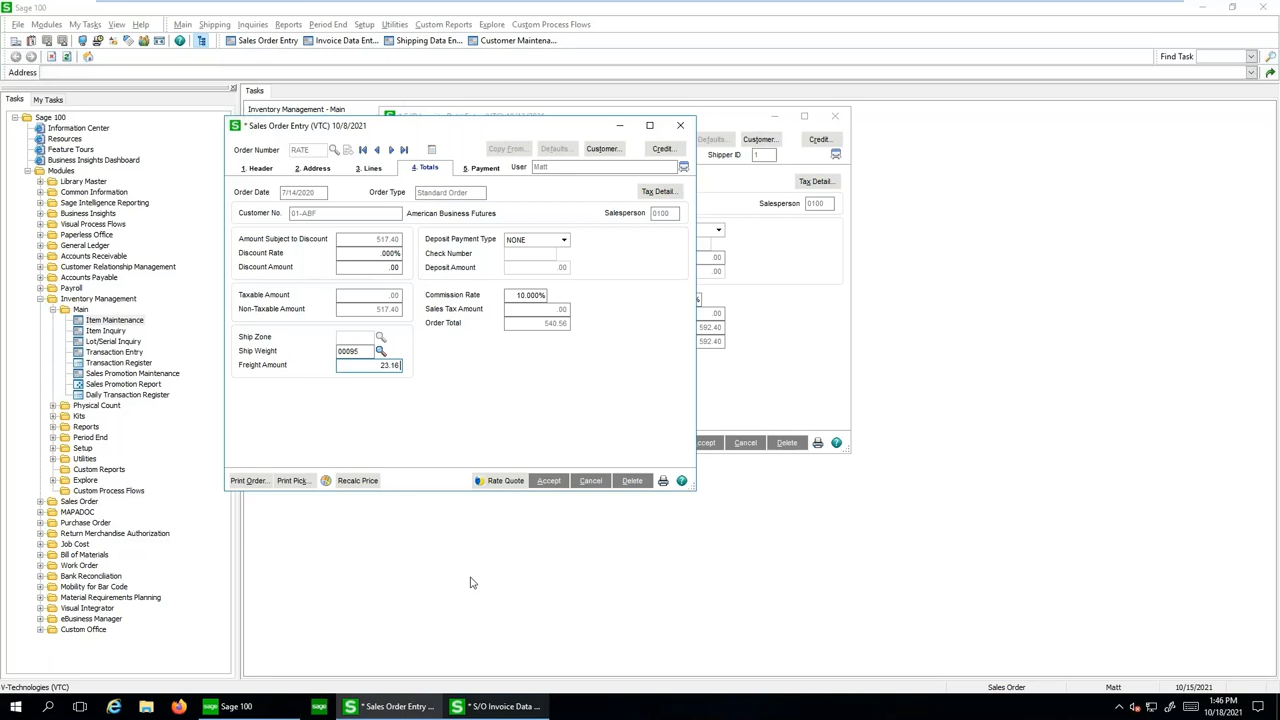 Sage 100
File Modules My Tasks View Help Main Shipping Inquiries Reports Period End Setup Utilities Custom Reports Explore Custom Process Flows
Sales Order Entry Invoice Data Ent... Shipping Data En... Customer Maintena...
Find Task
Address
Tasks My Tasks
Tasks
Inventory Management - Main
Sage 100
Information Center
Resources
Feature Tours
Business Insights Dashboard
Modules
Library Master
Common Information
Sage Intelligence Reporting
Business Insights
Visual Process Flows
Paperless Office
General Ledger
Accounts Receivable
Customer Relationship Management
Accounts Payable
Payroll
Inventory Management
Main
Item Maintenance
Item Inquiry
Lot/Serial Inquiry
Transaction Entry
Transaction Register
Sales Promotion Maintenance
Sales Promotion Report
Daily Transaction Register
Physical Count
Kits
Reports
Period End
Setup
Utilities
Custom Reports
Explore
Custom Process Flows
Sales Order
MAPADOC
Purchase Order
Return Merchandise Authorization
Job Cost
Bill of Materials
Work Order
Bank Reconciliation
Mobility for Bar Code
Material Requirements Planning
Visual Integrator
eBusiness Manager
Custom Office
* Sales Order Entry (VTC) 10/8/2021
Order Number RATE Copy From... Defaults... Customer... Credit...
1. Header 2. Address 3. Lines 4. Totals 5. Payment User Matt
Order Date 7/14/2020 Order Type Standard Order Tax Detail...
Customer No. 01-ABF American Business Futures Salesperson 0100
Amount Subject to Discount 517.40 Deposit Payment Type NONE
Discount Rate .000% Check Number
Discount Amount .00 Deposit Amount .00
Taxable Amount .00 Commission Rate 10.000%
Non-Taxable Amount 517.40 Sales Tax Amount .00
Order Total 540.56
Ship Zone
Ship Weight 00095
Freight Amount 23.16
Print Order... Print Pick... Recalc Price Rate Quote Accept Cancel Delete
Defaults... Customer... Credit...
Shipper ID 1
Tax Detail...
Salesperson 0100
.00
.00
%
.00
592.40
592.40
ccept Cancel Delete
V-Technologies (VTC) Sales Order Matt 10/15/2021
Sage 100 * Sales Order Entry ... * S/O Invoice Data ...
1:46 PM
10/18/2021